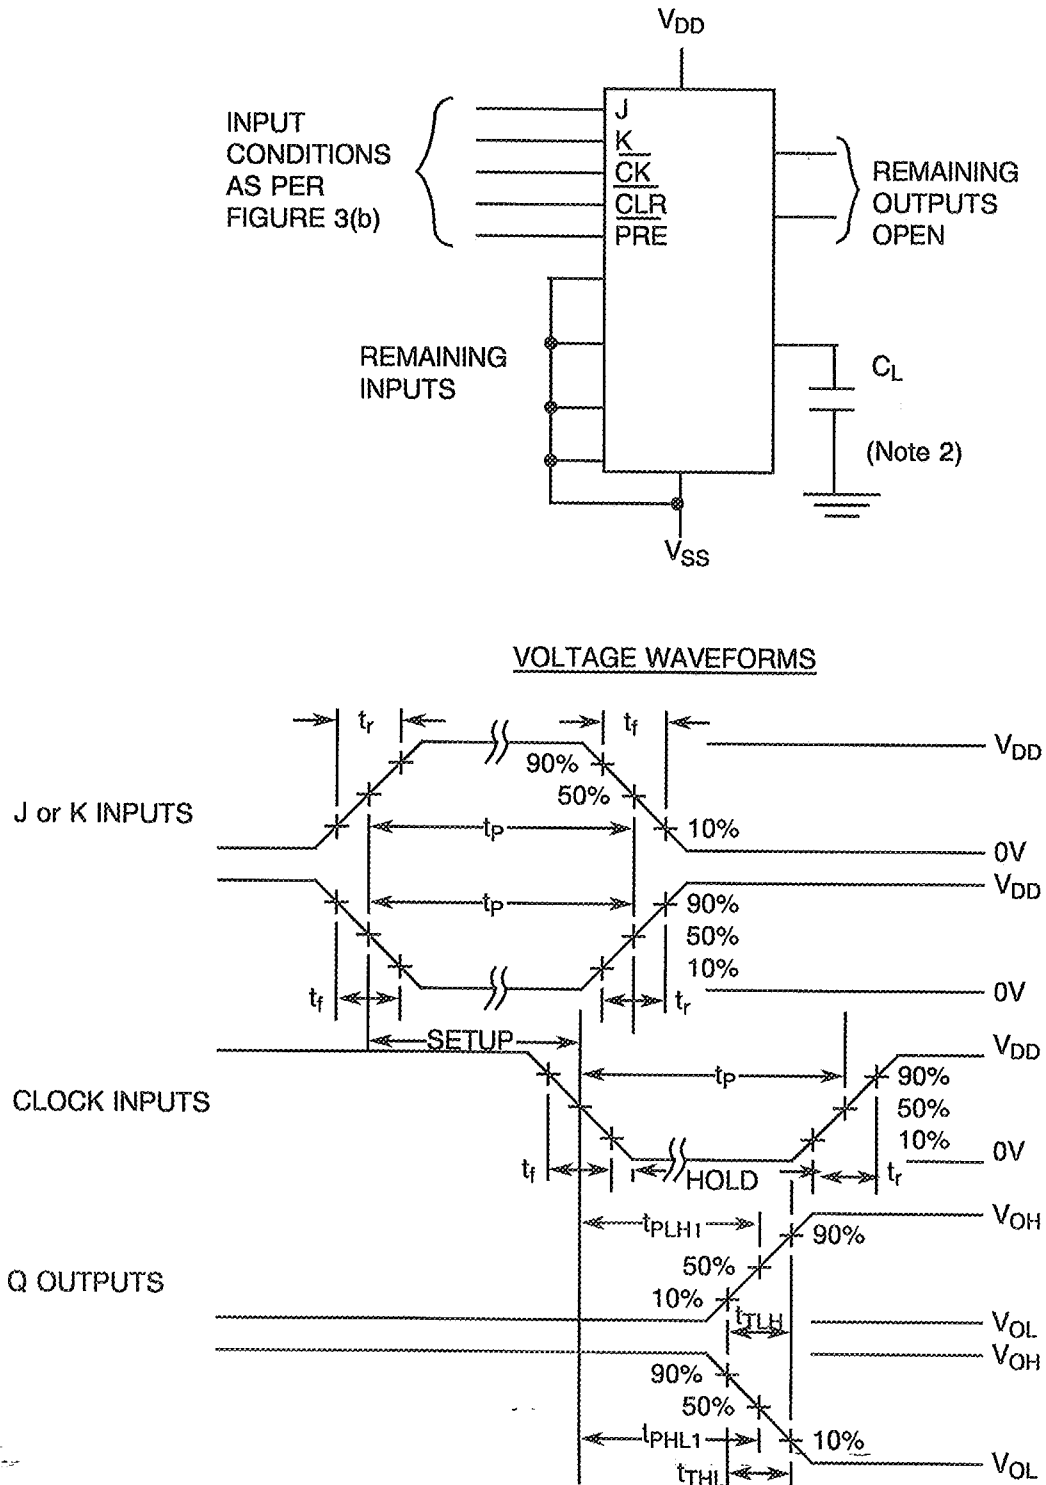 VDD
INPUT
CONDITIONS
AS PER
FIGURE 3(b)
J
K
CK
CLR
PRE
REMAINING
OUTPUTS
OPEN
REMAINING
INPUTS
CL
(Note 2)
VSS
VOLTAGE WAVEFORMS
tr
tf
VDD
90%
50%
J or K INPUTS
tP
10%
0V
VDD
tP
90%
50%
10%
tf
tr
0V
SETUP
VDD
tP
90%
CLOCK INPUTS
50%
10%
0V
tf
HOLD
tr
tPLH1
VOH
90%
50%
Q OUTPUTS
10%
tTLH
VOL
VOH
90%
50%
tPHL1
10%
tTHL
VOL